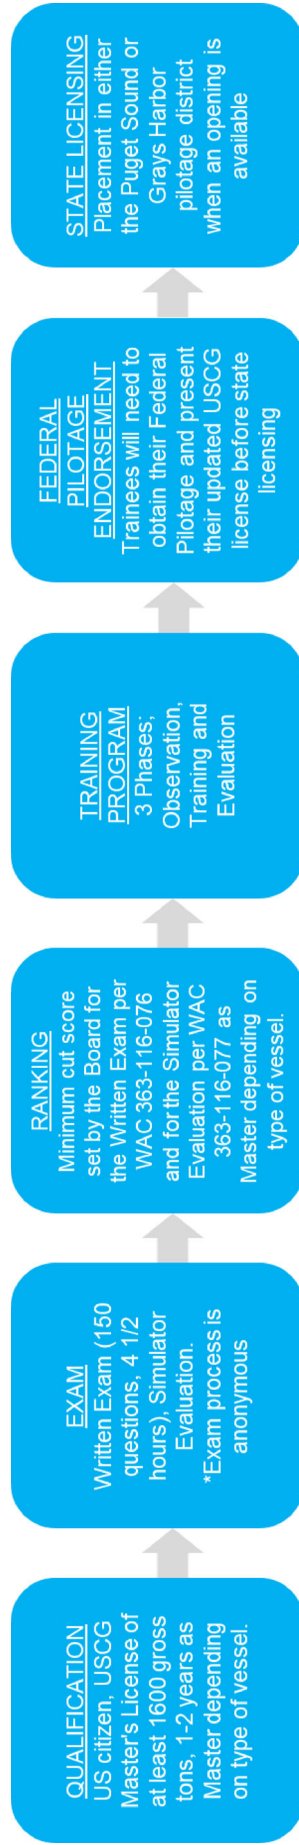 QUALIFICATION
US citizen, USCG
Master's License of
at least 1600 gross
tons, 1-2 years as
Master depending
on type of vessel.
EXAM
Written Exam (150
questions, 4 1/2
hours), Simulator
Evaluation.
*Exam process is
anonymous
RANKING
Minimum cut score
set by the Board for
the Written Exam per
WAC 363-116-076
and for the Simulator
Evaluation per WAC
363-116-077 as
Master depending on
type of vessel.
TRAINING
PROGRAM
3 Phases;
Observation,
Training and
Evaluation
FEDERAL
PILOTAGE
ENDORSEMENT
Trainees will need to
obtain their Federal
Pilotage and present
their updated USCG
license before state
licensing
STATE LICENSING
Placement in either
the Puget Sound or
Grays Harbor
pilotage district
when an opening is
available